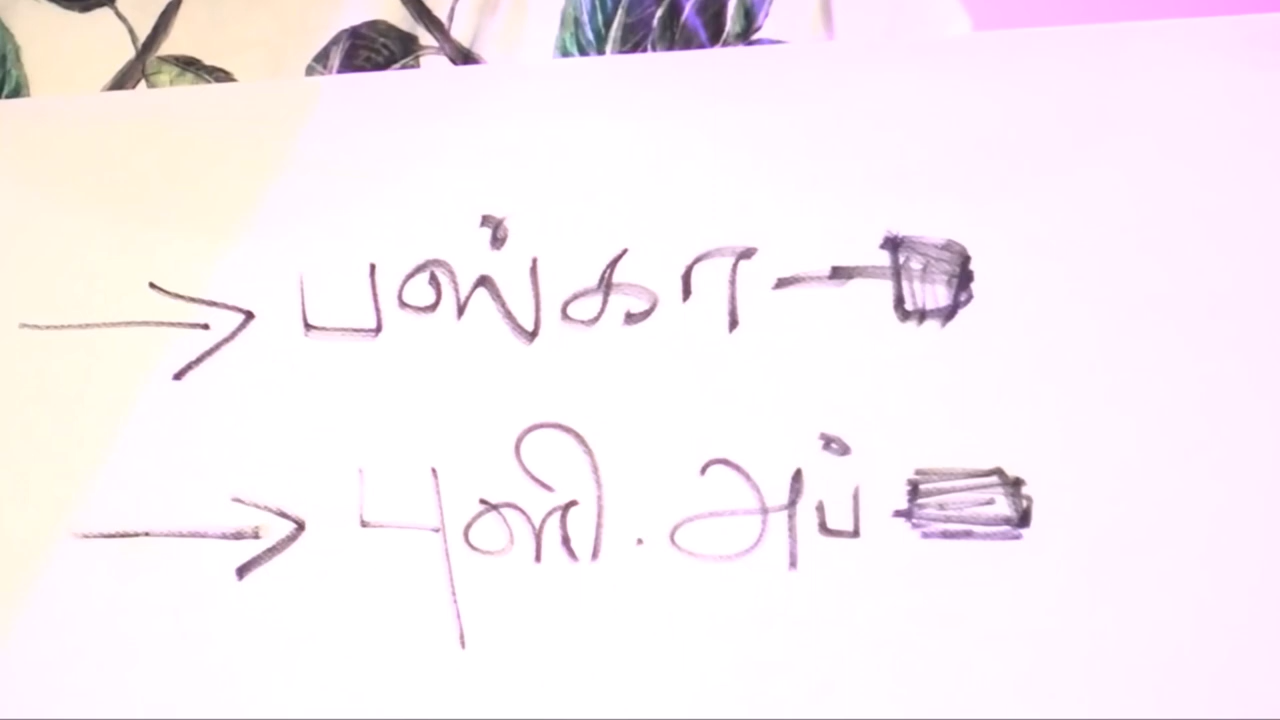 → பஸ்கா -
→ புனி. அப்